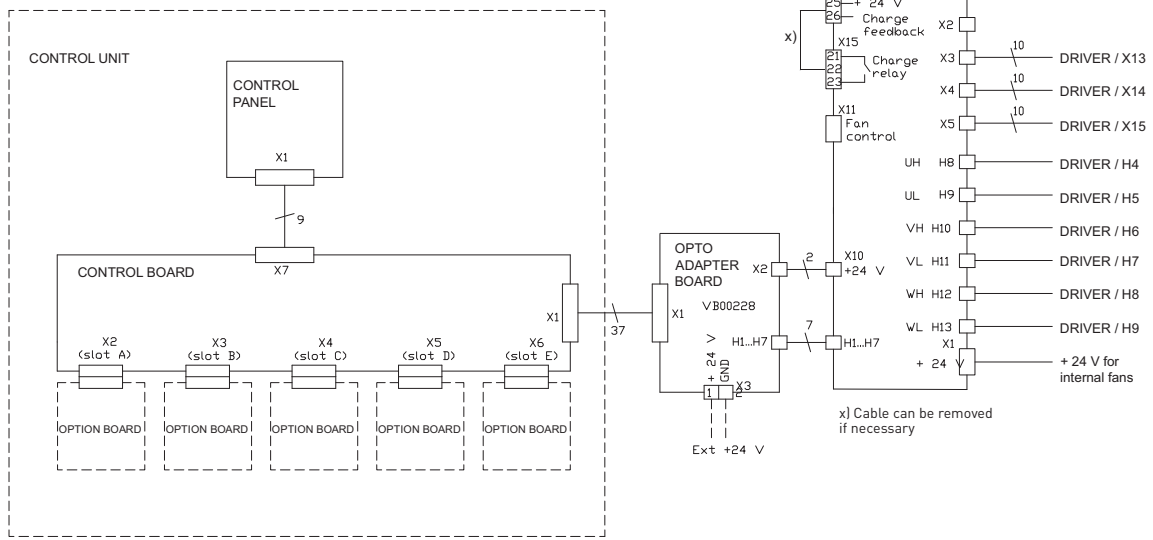 CONTROL UNIT
CONTROL
PANEL
X1
9
X7
CONTROL BOARD
X1
37
X2
(slot A)
X3
(slot B)
X4
(slot C)
X5
(slot D)
X6
(slot E)
OPTION BOARD
OPTION BOARD
OPTION BOARD
OPTION BOARD
OPTION BOARD
OPTO
ADAPTER
BOARD
X2
VB00228
X1
H1...H7
+ 24 V
GND
X3
1
2
Ext +24 V
2
7
25
+ 24 V
26
Charge
feedback
x)
X15
21
22
23
Charge
relay
X11
Fan
control
X10
+24 V
H1...H7
X2
X3
10
DRIVER / X13
X4
10
DRIVER / X14
X5
10
DRIVER / X15
UH H8
DRIVER / H4
UL H9
DRIVER / H5
VH H10
DRIVER / H6
VL H11
DRIVER / H7
WH H12
DRIVER / H8
WL H13
DRIVER / H9
X1
+ 24 V
+ 24 V for
internal fans
x) Cable can be removed
if necessary